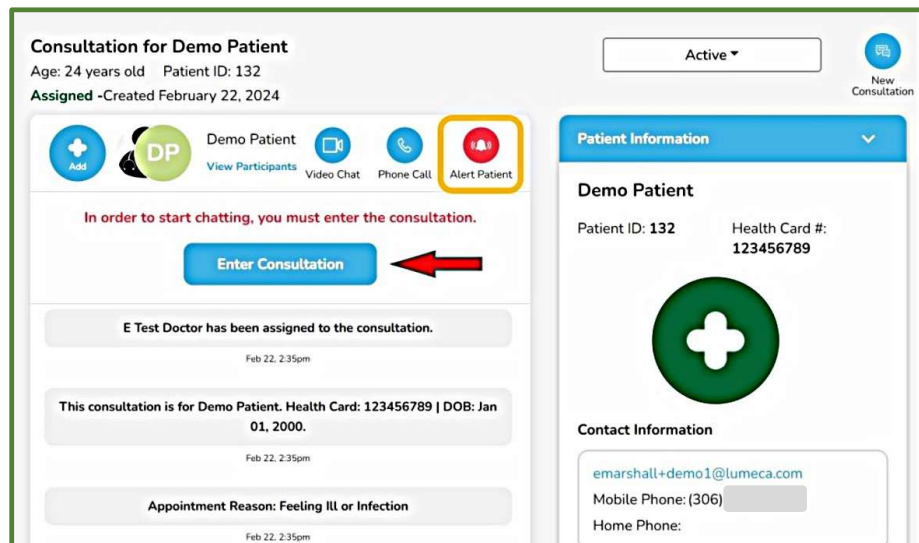 Consultation for Demo Patient
Age: 24 years old Patient ID: 132
Assigned -Created February 22, 2024
Active
New
Consultation
Add
DP
Demo Patient
View Participants
Video Chat
Phone Call
Alert Patient
In order to start chatting, you must enter the consultation.
Enter Consultation
E Test Doctor has been assigned to the consultation.
Feb 22, 2:35pm
This consultation is for Demo Patient. Health Card: 123456789 | DOB: Jan
01, 2000.
Feb 22, 2:35pm
Appointment Reason: Feeling Ill or Infection
Feb 22, 2:35pm
Patient Information
Demo Patient
Patient ID: 132
Health Card #:
123456789
Contact Information
emarshall+demo1@lumeca.com
Mobile Phone: (306)
Home Phone: